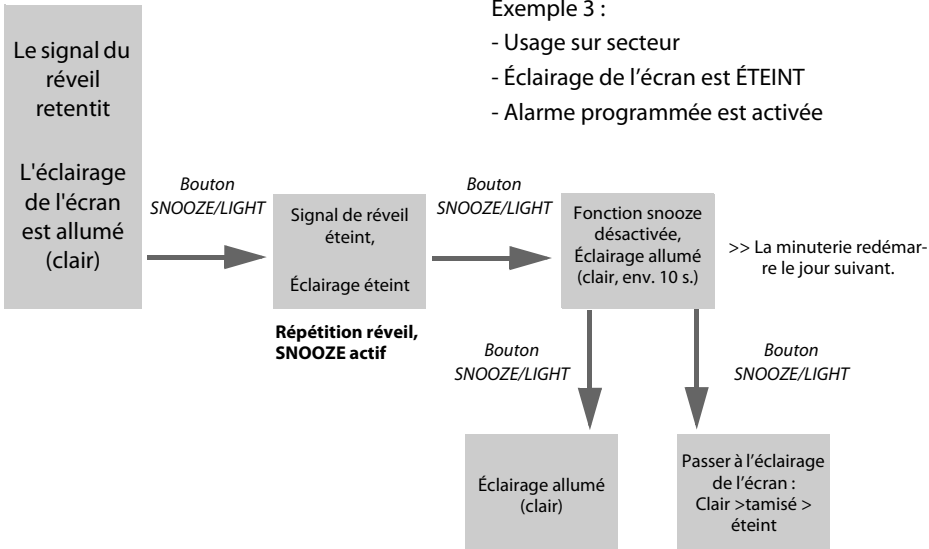 Exemple 3 :
- Usage sur secteur
- Éclairage de l’écran est ÉTEINT
- Alarme programmée est activée
Le signal du
réveil
retentit
L'éclairage
de l'écran
est allumé
(clair)
Bouton
SNOOZE/LIGHT
Signal de réveil
éteint,
Éclairage éteint
Répétition réveil,
SNOOZE actif
Bouton
SNOOZE/LIGHT
Fonction snooze
désactivée,
Éclairage allumé
(clair, env. 10 s.)
>> La minuterie redémar-
re le jour suivant.
Bouton
SNOOZE/LIGHT
Bouton
SNOOZE/LIGHT
Éclairage allumé
(clair)
Passer à l’éclairage
de l’écran :
Clair >tamisé >
éteint